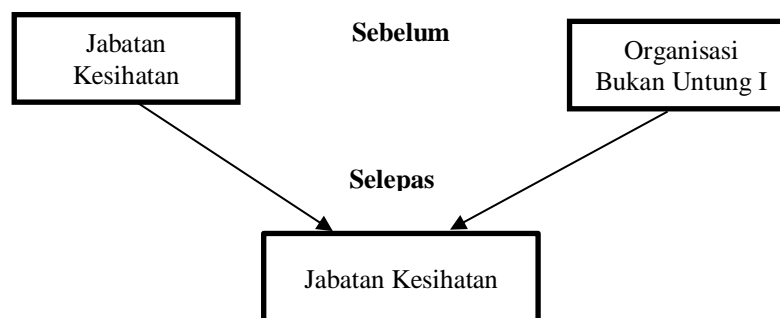 Jabatan
Kesihatan
Sebelum
Organisasi
Bukan Untung I
Selepas
Jabatan Kesihatan